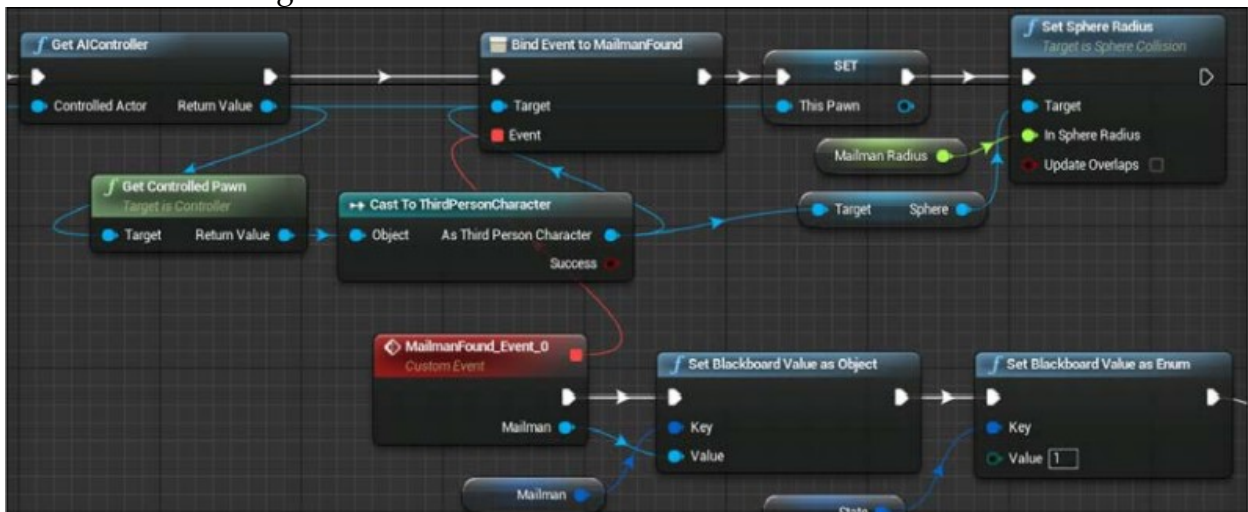 Get AIController
Controlled Actor Return Value
Bind Event to MailmanFound
Target
Event
SET
This Pawn
Set Sphere Radius
Target is Sphere Collision
Target
In Sphere Radius
Update Overlaps
Mailman Radius
Target Sphere
Get Controlled Pawn
Target is Controller
Target Return Value
Cast To ThirdPersonCharacter
Object As Third Person Character
Success
MailmanFound_Event_0
Custom Event
Mailman
Set Blackboard Value as Object
Key
Value
Mailman
Set Blackboard Value as Enum
Key
Value 1
State